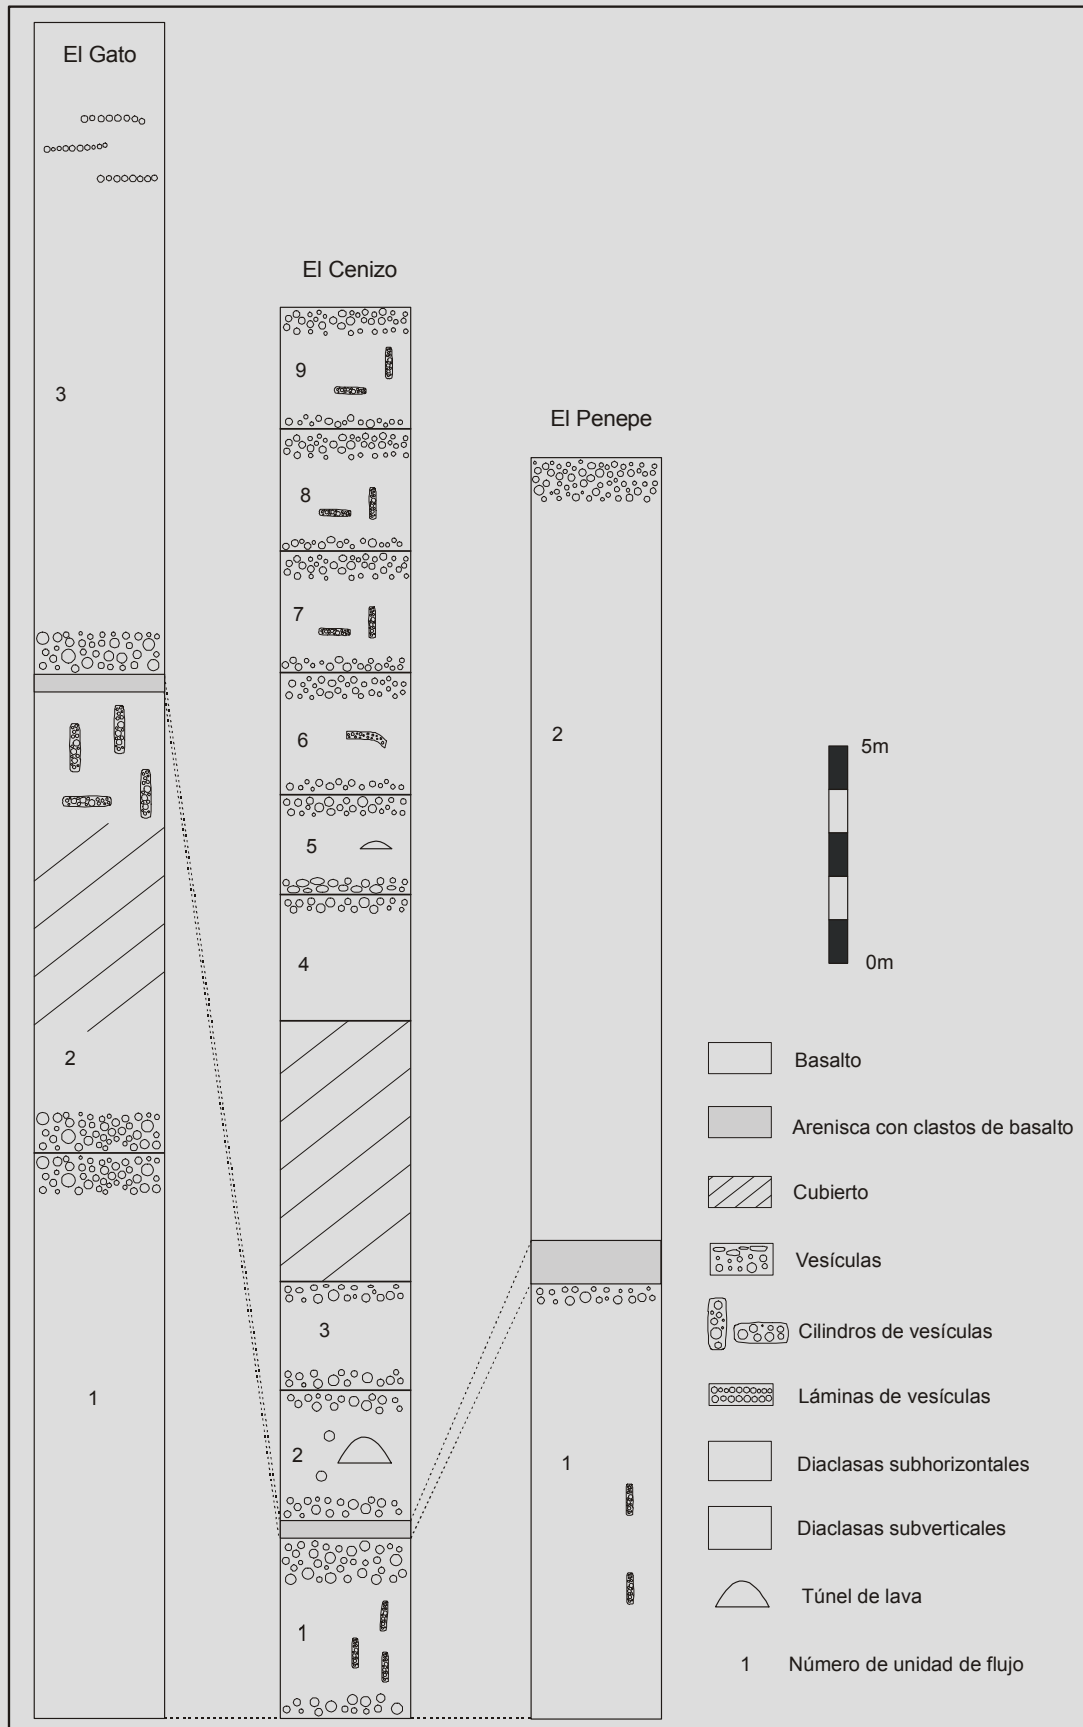 El Gato
3
2
1
El Cenizo
9
8
7
6
5
4
3
2
1
El Penepe
2
1
5m
0m
Basalto
Arenisca con clastos de basalto
Cubierto
Vesículas
Cilindros de vesículas
Láminas de vesículas
Diaclasas subhorizontales
Diaclasas subverticales
Túnel de lava
1 Número de unidad de flujo